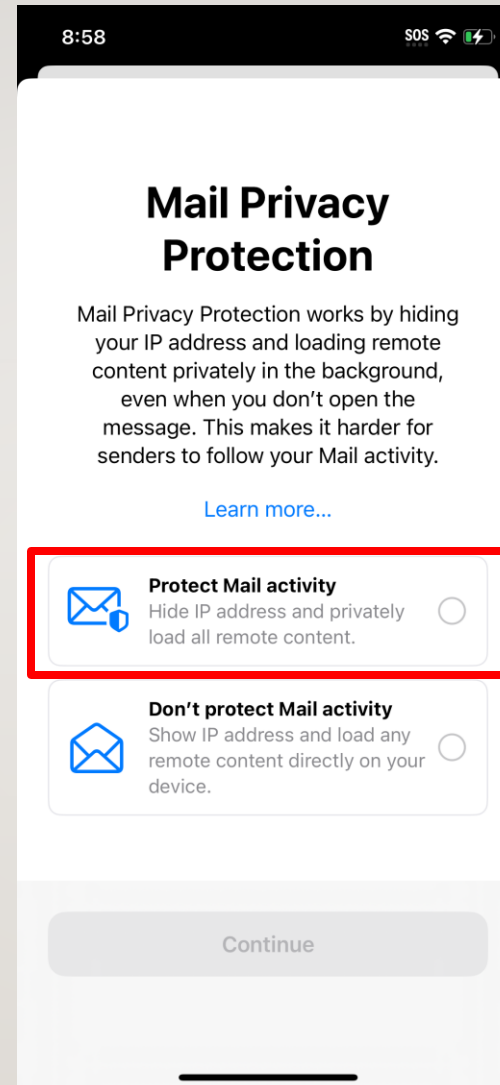 8:58
SOS
Mail Privacy
Protection
Mail Privacy Protection works by hiding
your IP address and loading remote
content privately in the background,
even when you don’t open the
message. This makes it harder for
senders to follow your Mail activity.
Learn more...
Protect Mail activity
Hide IP address and privately
load all remote content.
Don’t protect Mail activity
Show IP address and load any
remote content directly on your
device.
Continue